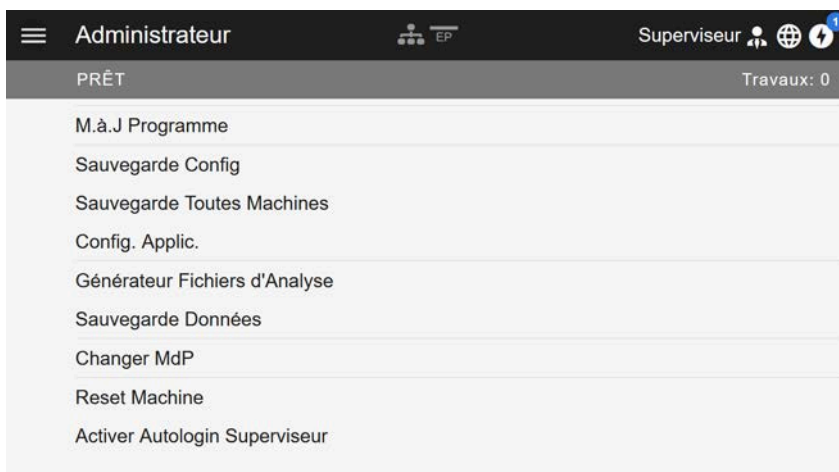 Administrateur EP Superviseur 1
PRÊT Travaux: 0
M.à.J Programme
Sauvegarde Config
Sauvegarde Toutes Machines
Config. Applic.
Générateur Fichiers d'Analyse
Sauvegarde Données
Changer MdP
Reset Machine
Activer Autologin Superviseur